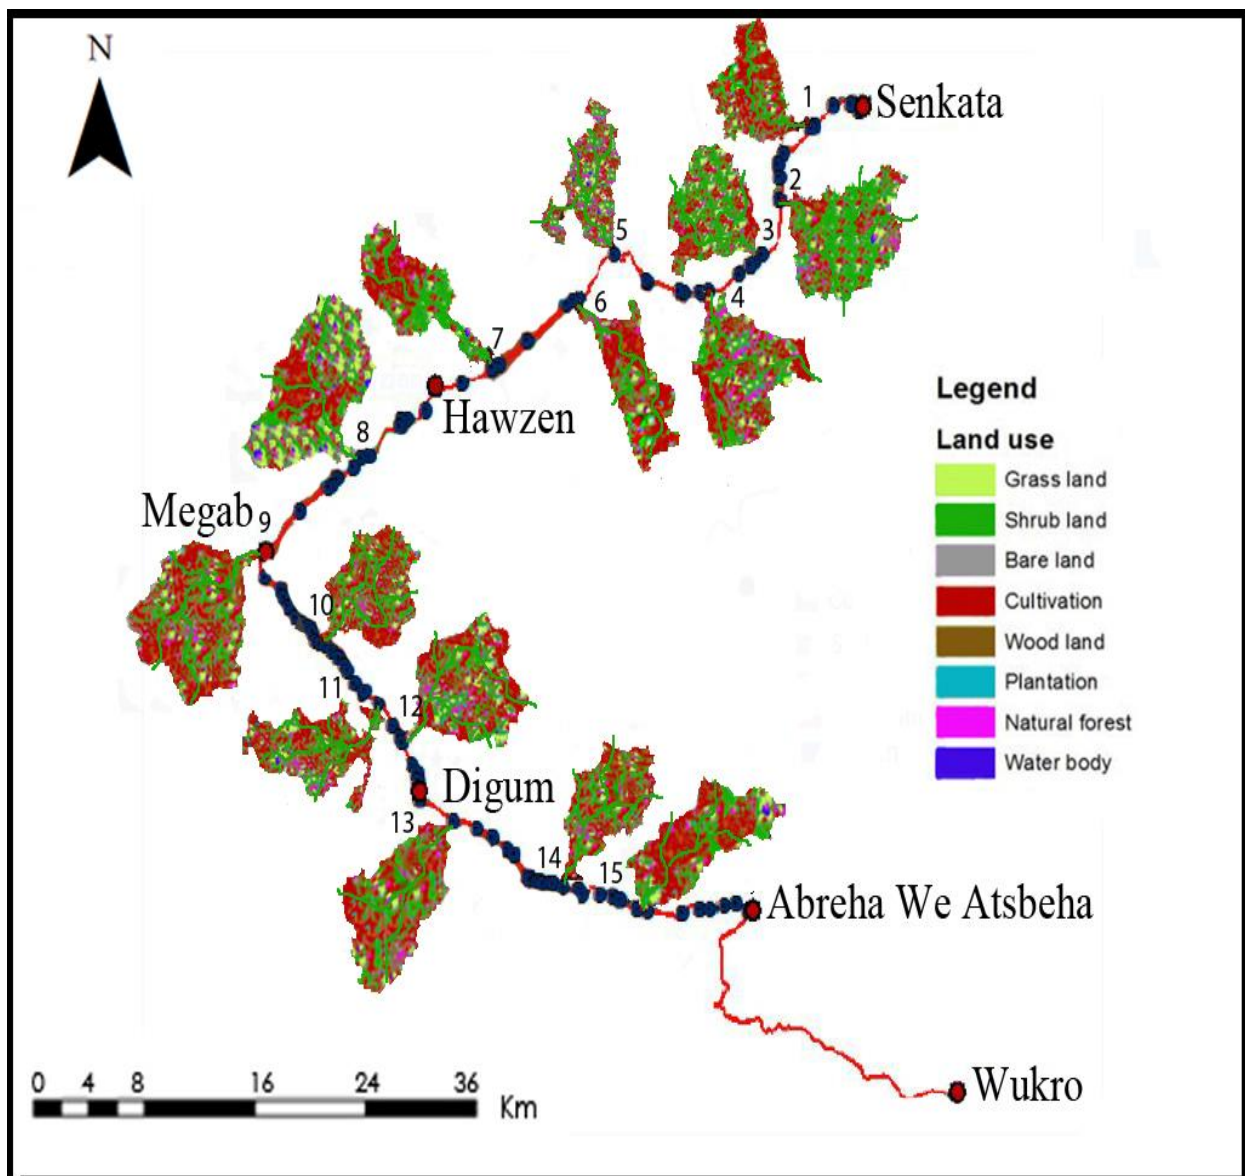 N
1
Senkata
2
5
3
6
4
7
Hawzen
8
Megab
9
10
11
12
Digum
13
14
15
Abreha We Atsbeha
Wukro
Legend
Land use
Grass land
Shrub land
Bare land
Cultivation
Wood land
Plantation
Natural forest
Water body
0 4 8 16 24 36
Km